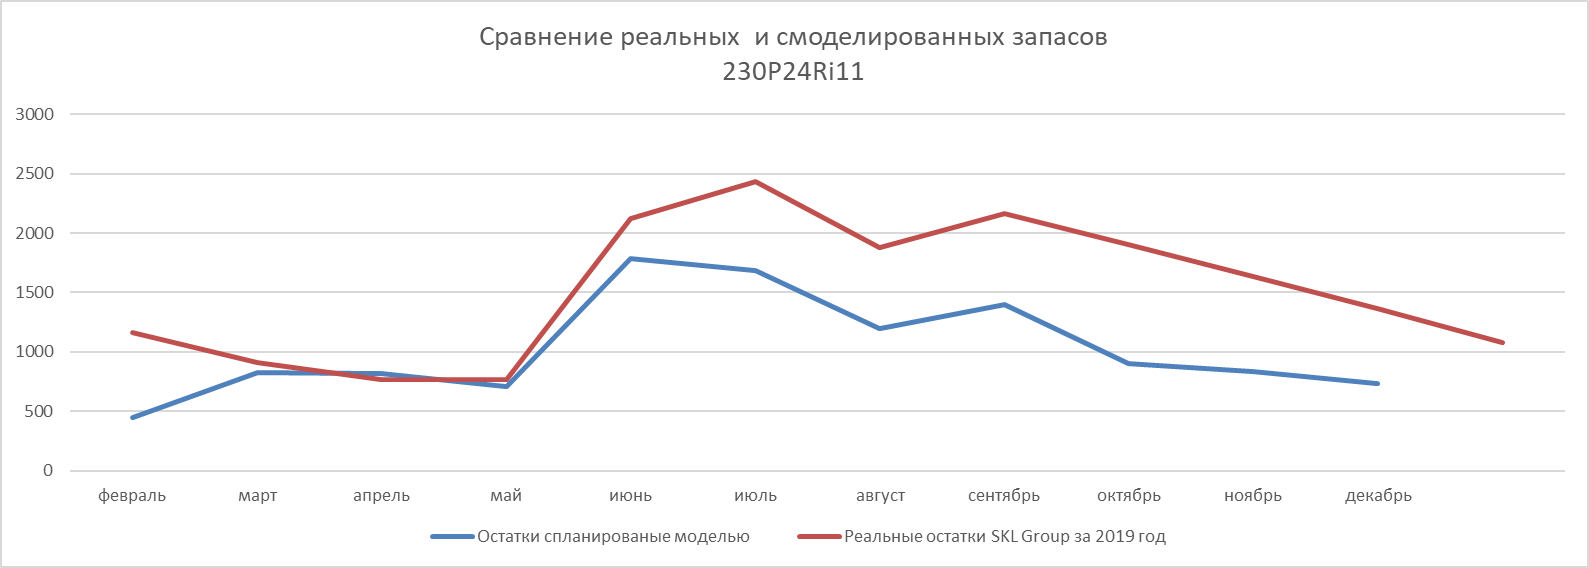 Сравнение реальных  и смоделированных запасов
230P24Ri11
3000
2500
2000
1500
1000
500
0
февраль март апрель май июнь июль август сентябрь октябрь ноябрь декабрь
Остатки спланированые моделью Реальные остатки SKL Group за 2019 год